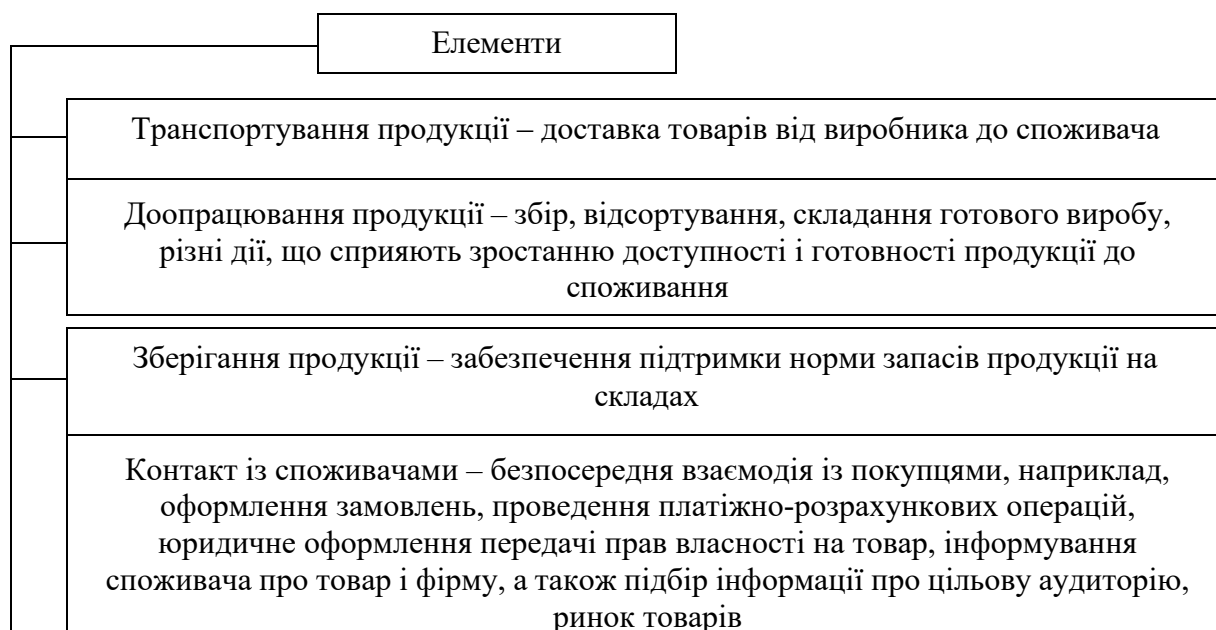 Елементи
Транспортування продукції – доставка товарів від виробника до споживача
Доопрацювання продукції – збір, відсортування, складання готового виробу,
різні дії, що сприяють зростанню доступності і готовності продукції до
споживання
Зберігання продукції – забезпечення підтримки норми запасів продукції на
складах
Контакт із споживачами – безпосередня взаємодія із покупцями, наприклад,
оформлення замовлень, проведення платіжно-розрахункових операцій,
юридичне оформлення передачі прав власності на товар, інформування
споживача про товар і фірму, а також підбір інформації про цільову аудиторію,
ринок товарів